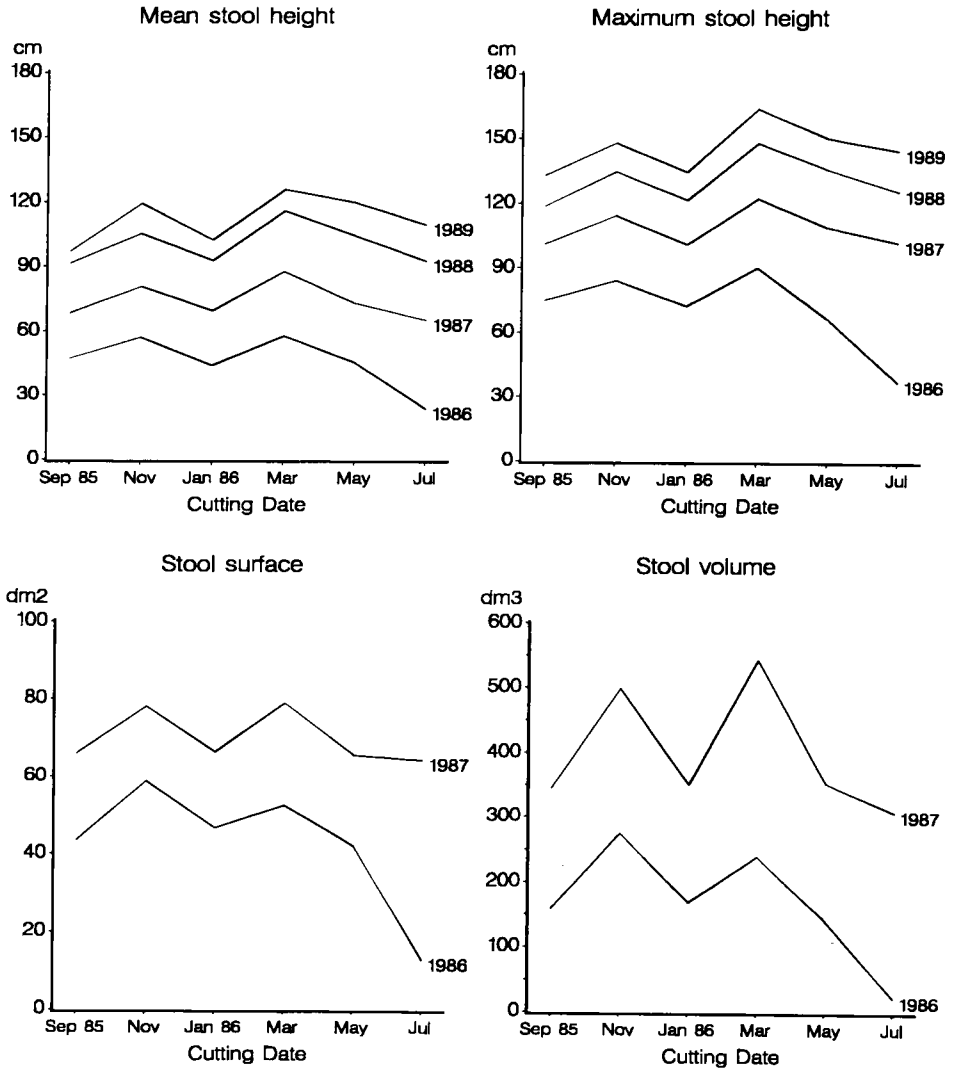 Mean stool height
cm
180
150
120
90
60
30
0
1989
1988
1987
1986
Sep 85 Nov Jan 86 Mar May Jul
Cutting Date
Maximum stool height
cm
180
150
120
90
60
30
0
1989
1988
1987
1986
Sep 85 Nov Jan 86 Mar May Jul
Cutting Date
Stool surface
dm2
100
80
60
40
20
0
1987
1986
Sep 85 Nov Jan 86 Mar May Jul
Cutting Date
Stool volume
dm3
600
500
400
300
200
100
0
1987
1986
Sep 85 Nov Jan 86 Mar May Jul
Cutting Date